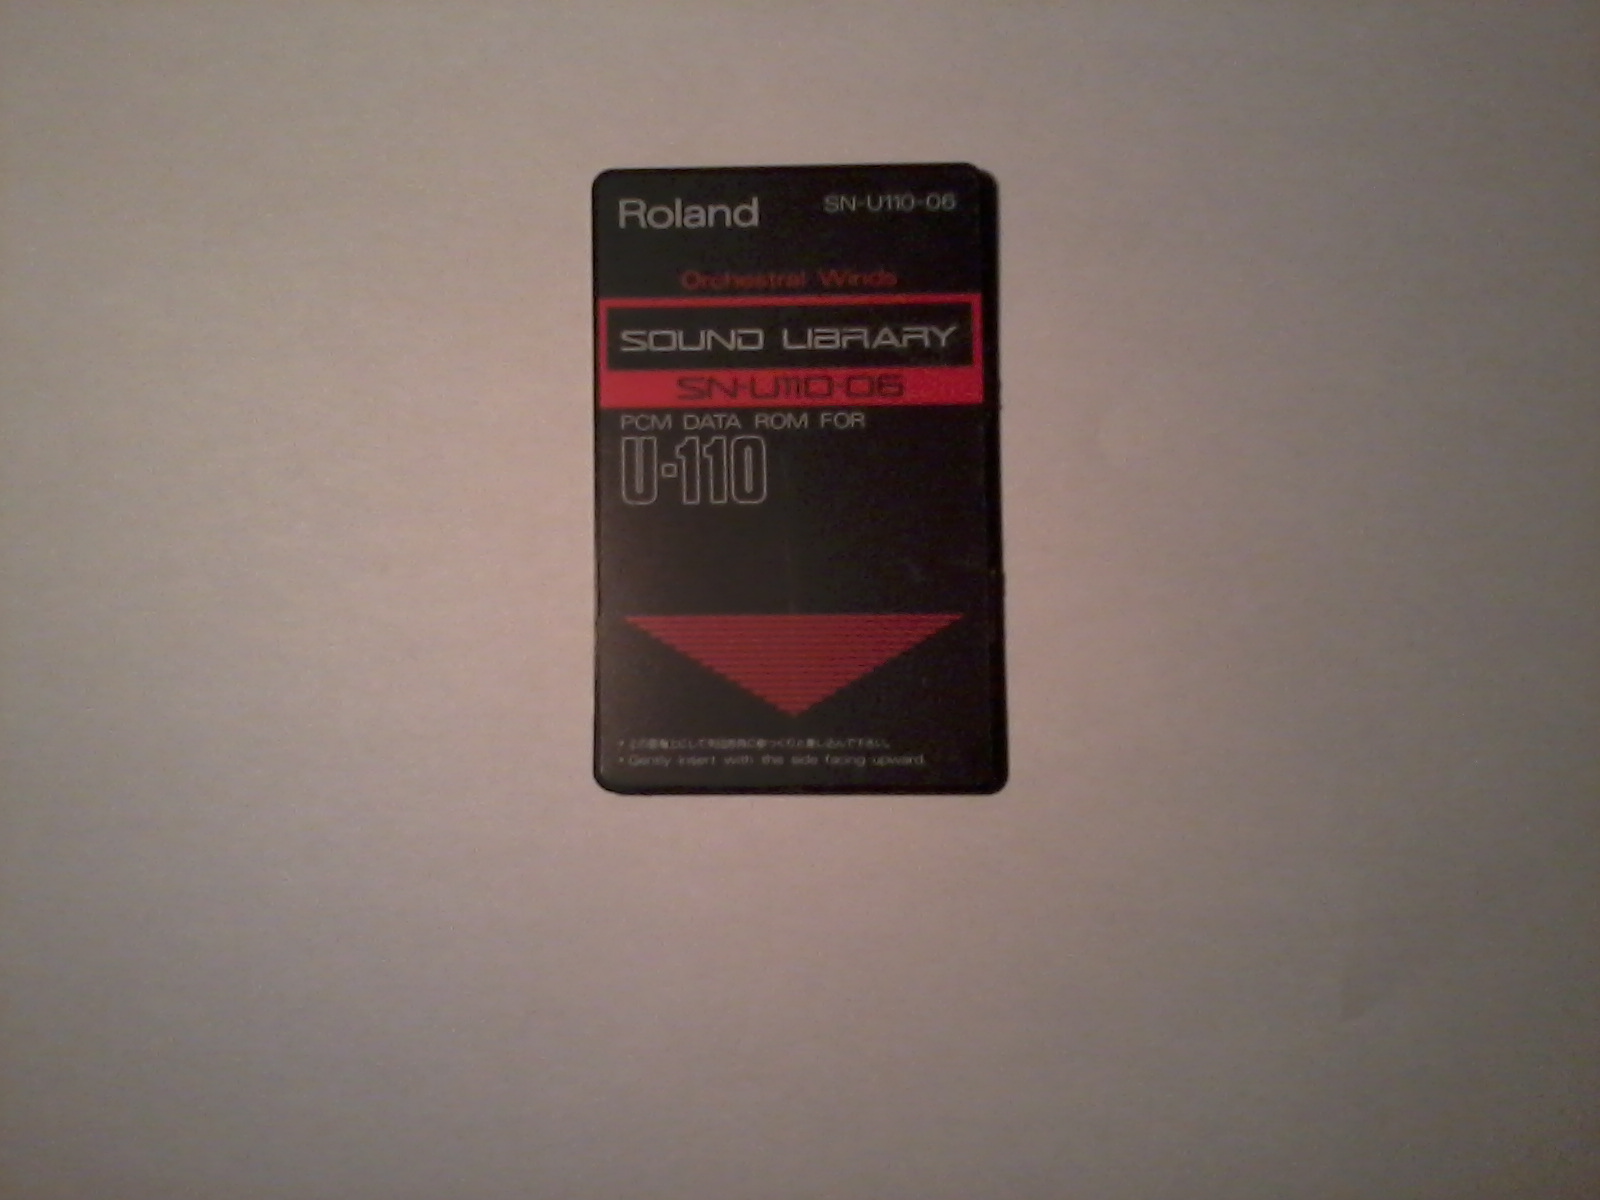 Roland SN-U110-06
Orchestral Winds
SOUND LIBRARY
SN-U110-06
PCM DATA ROM FOR
U-110
• Gently insert with the side facing upward.